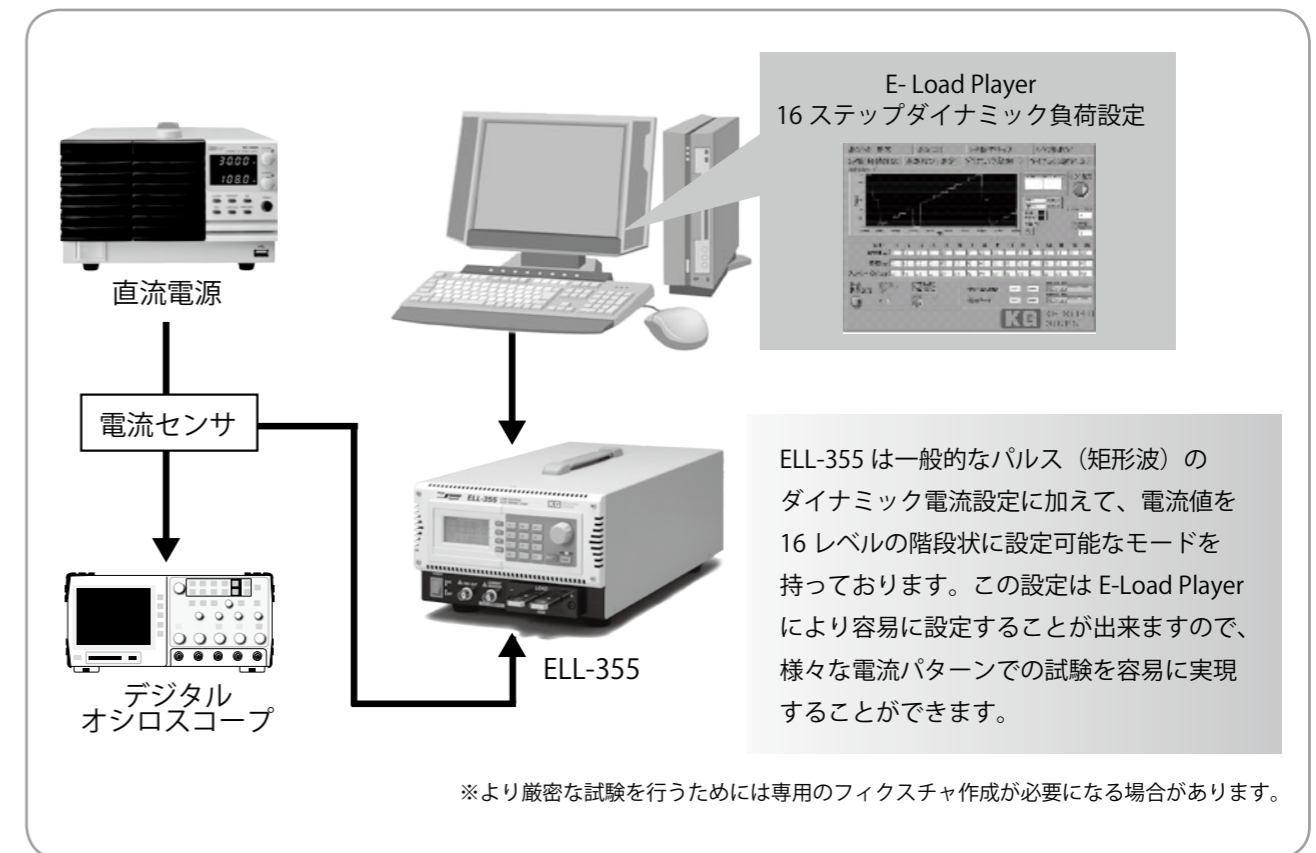 E- Load Player
16 ステップダイナミック負荷設定
30.00
108.0
直流電源
電流センサ
デジタル
オシロスコープ
ELL-355
LOAD
KG
ELL-355
ELL-355 は一般的なパルス（矩形波）の
ダイナミック電流設定に加えて、電流値を
16 レベルの階段状に設定可能なモードを
持っております。この設定は E-Load Player
により容易に設定することが出来ますので、
様々な電流パターンでの試験を容易に実現
することができます。
※より厳密な試験を行うためには専用のフィクスチャ作成が必要になる場合があります。